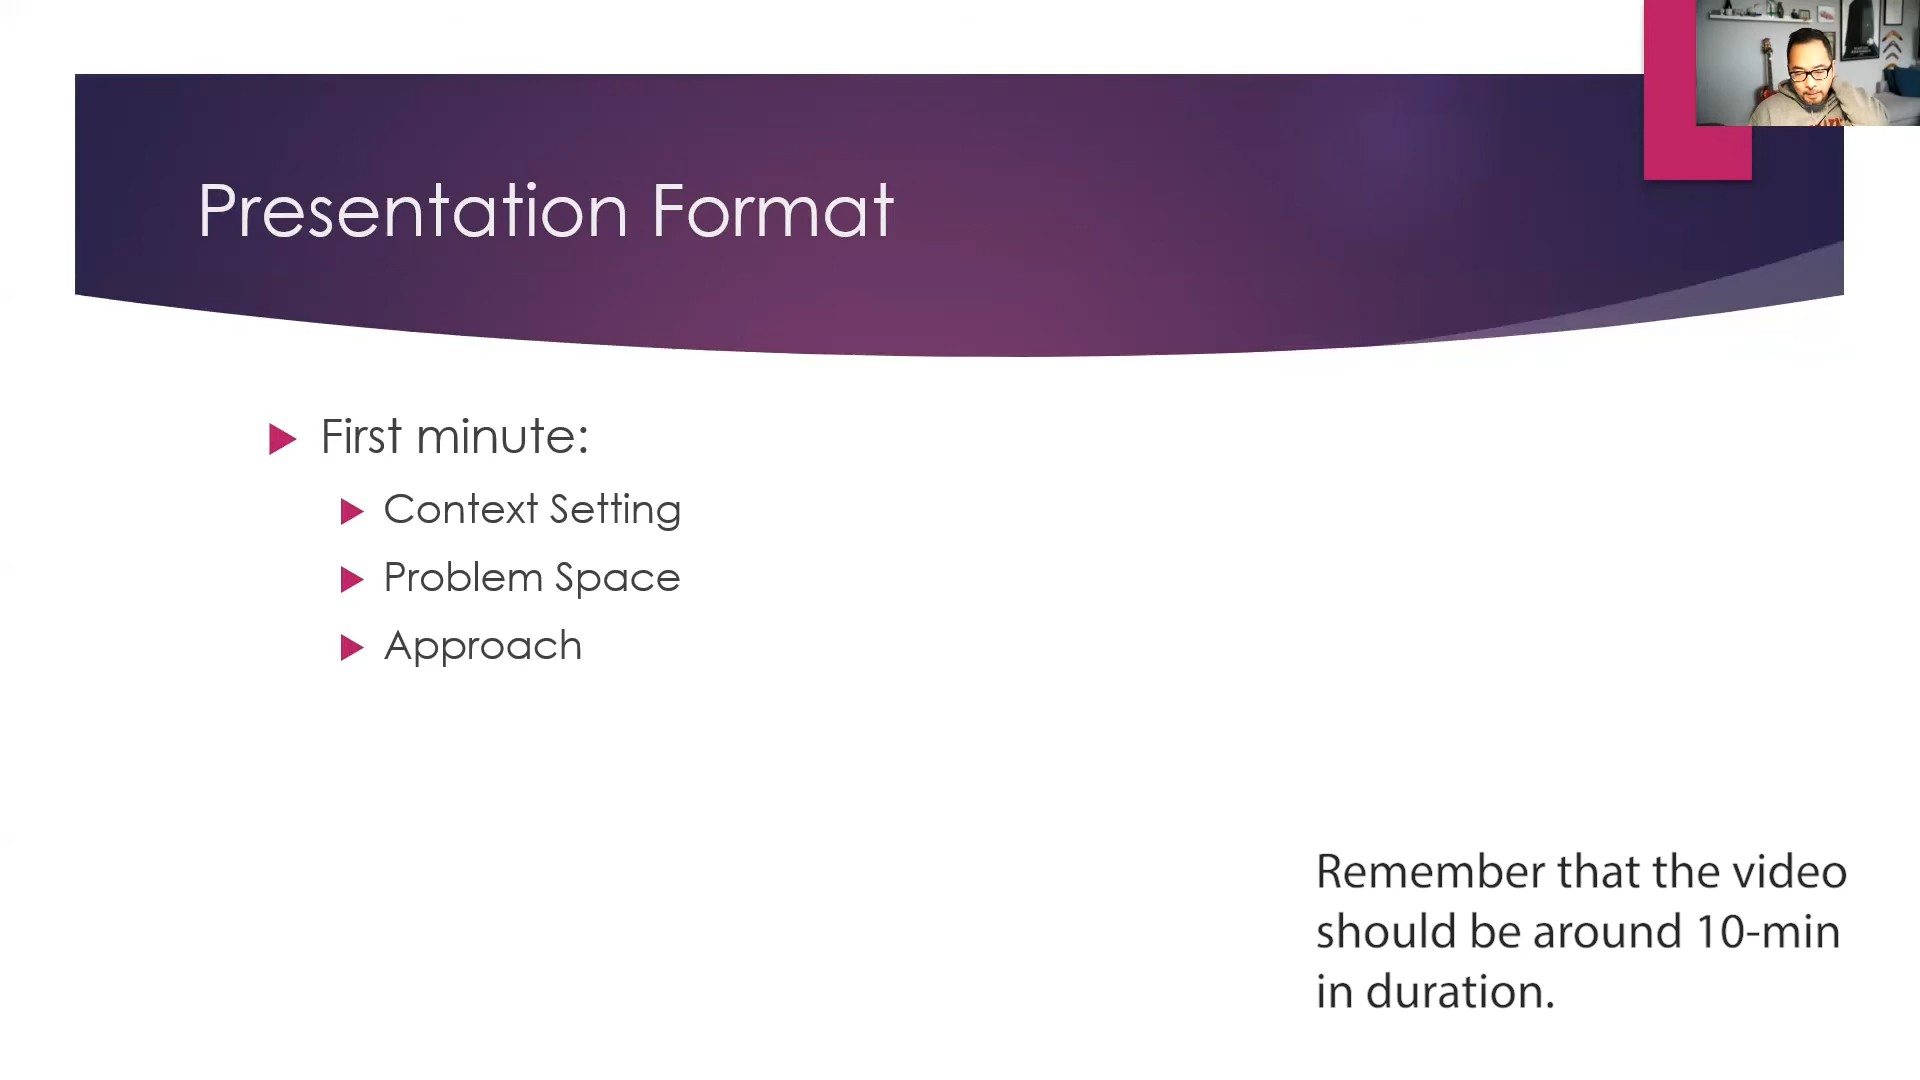 Presentation Format
First minute:
Context Setting
Problem Space
Approach
Remember that the video
should be around 10-min
in duration.